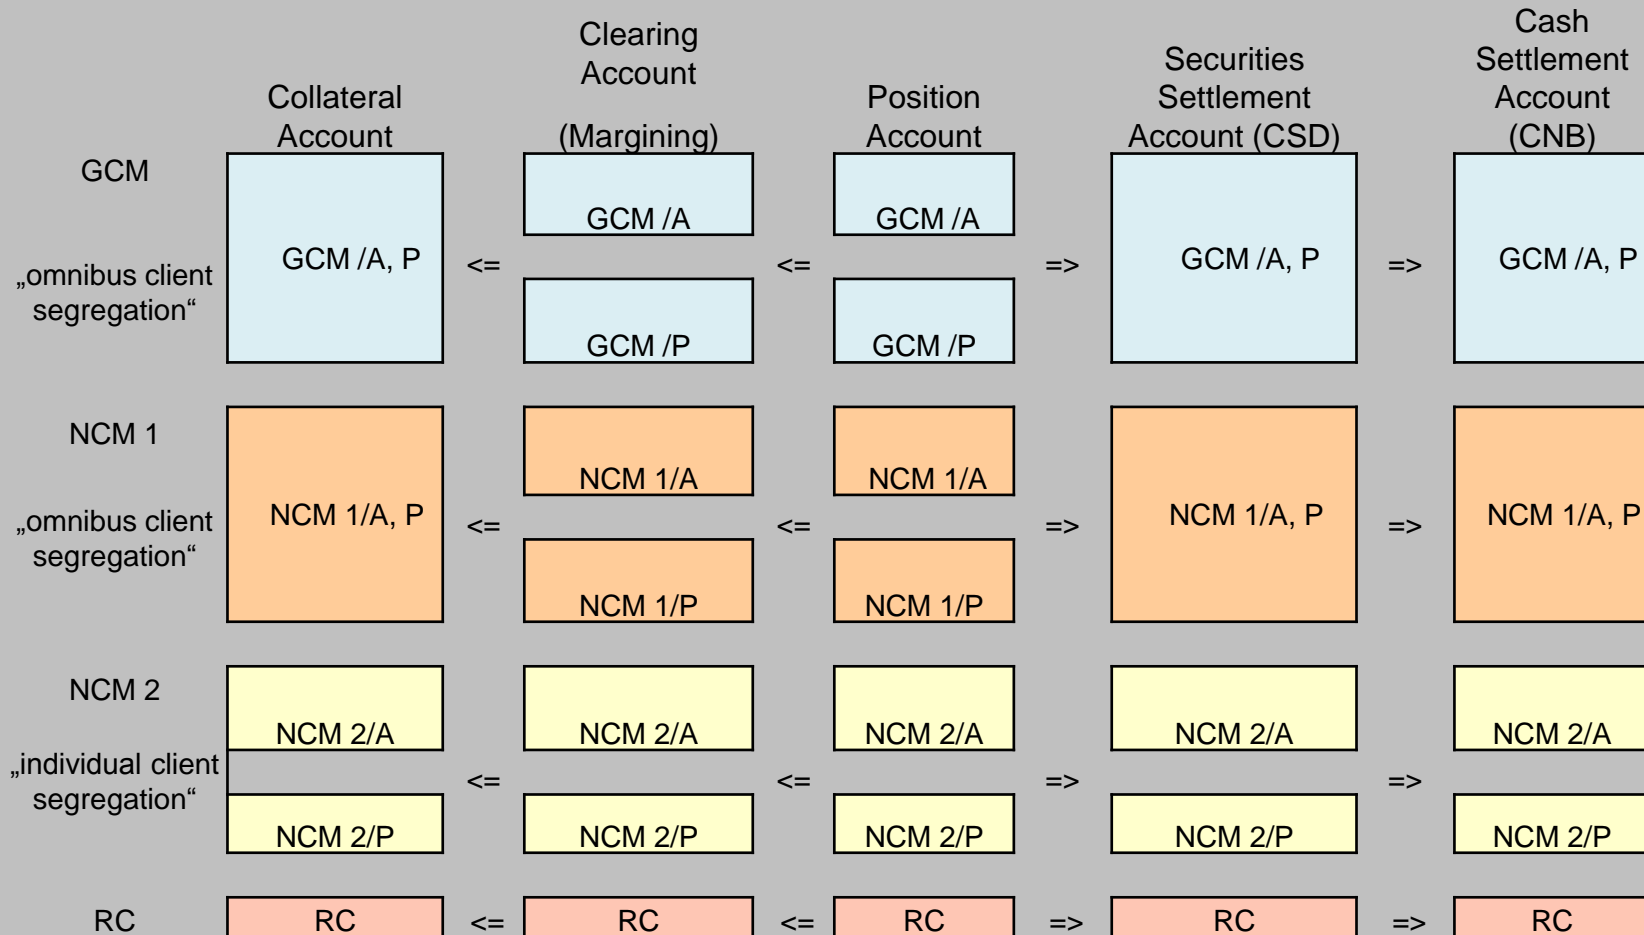 Collateral
Account
Clearing
Account
(Margining)
Position
Account
Securities
Settlement
Account (CSD)
Cash
Settlement
Account
(CNB)
GCM
„omnibus client
segregation“
GCM /A, P
<=
GCM /A
GCM /P
<=
GCM /A
GCM /P
=>
GCM /A, P
=>
GCM /A, P
NCM 1
„omnibus client
segregation“
NCM 1/A, P
<=
NCM 1/A
NCM 1/P
<=
NCM 1/A
NCM 1/P
=>
NCM 1/A, P
=>
NCM 1/A, P
NCM 2
„individual client
segregation“
NCM 2/A
NCM 2/P
<=
NCM 2/A
NCM 2/P
<=
NCM 2/A
NCM 2/P
=>
NCM 2/A
NCM 2/P
=>
NCM 2/A
NCM 2/P
RC
RC
<=
RC
<=
RC
=>
RC
=>
RC